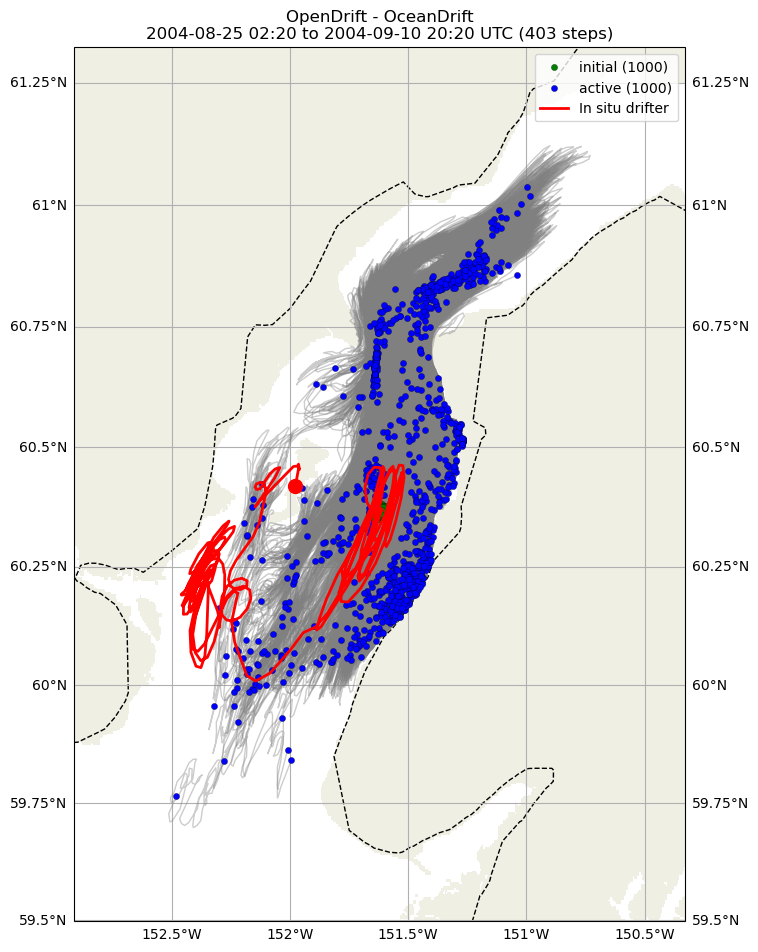 OpenDrift - OceanDrift
2004-08-25 02:20 to 2004-09-10 20:20 UTC (403 steps)
initial (1000)
active (1000)
In situ drifter
61.25°N
61.25°N
61°N
61°N
60.75°N
60.75°N
60.5°N
60.5°N
60.25°N
60.25°N
60°N
60°N
59.75°N
59.75°N
59.5°N
59.5°N
152.5°W
152°W
151.5°W
151°W
150.5°W